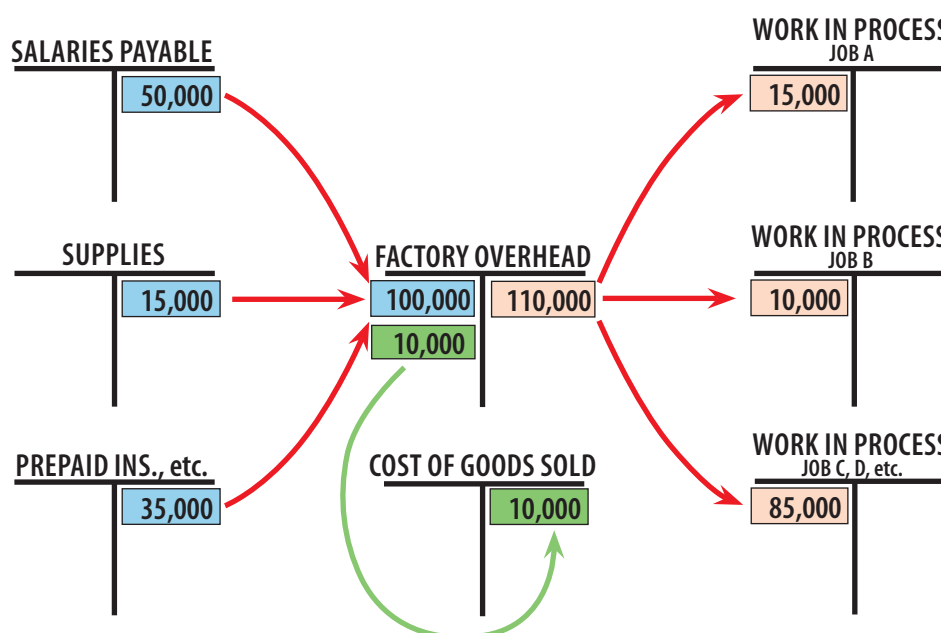 SALARIES PAYABLE
50,000
SUPPLIES
15,000
PREPAID INS., etc.
35,000
FACTORY OVERHEAD
100,000 110,000
10,000
COST OF GOODS SOLD
10,000
WORK IN PROCESS
JOB A
15,000
WORK IN PROCESS
JOB B
10,000
WORK IN PROCESS
JOB C, D, etc.
85,000